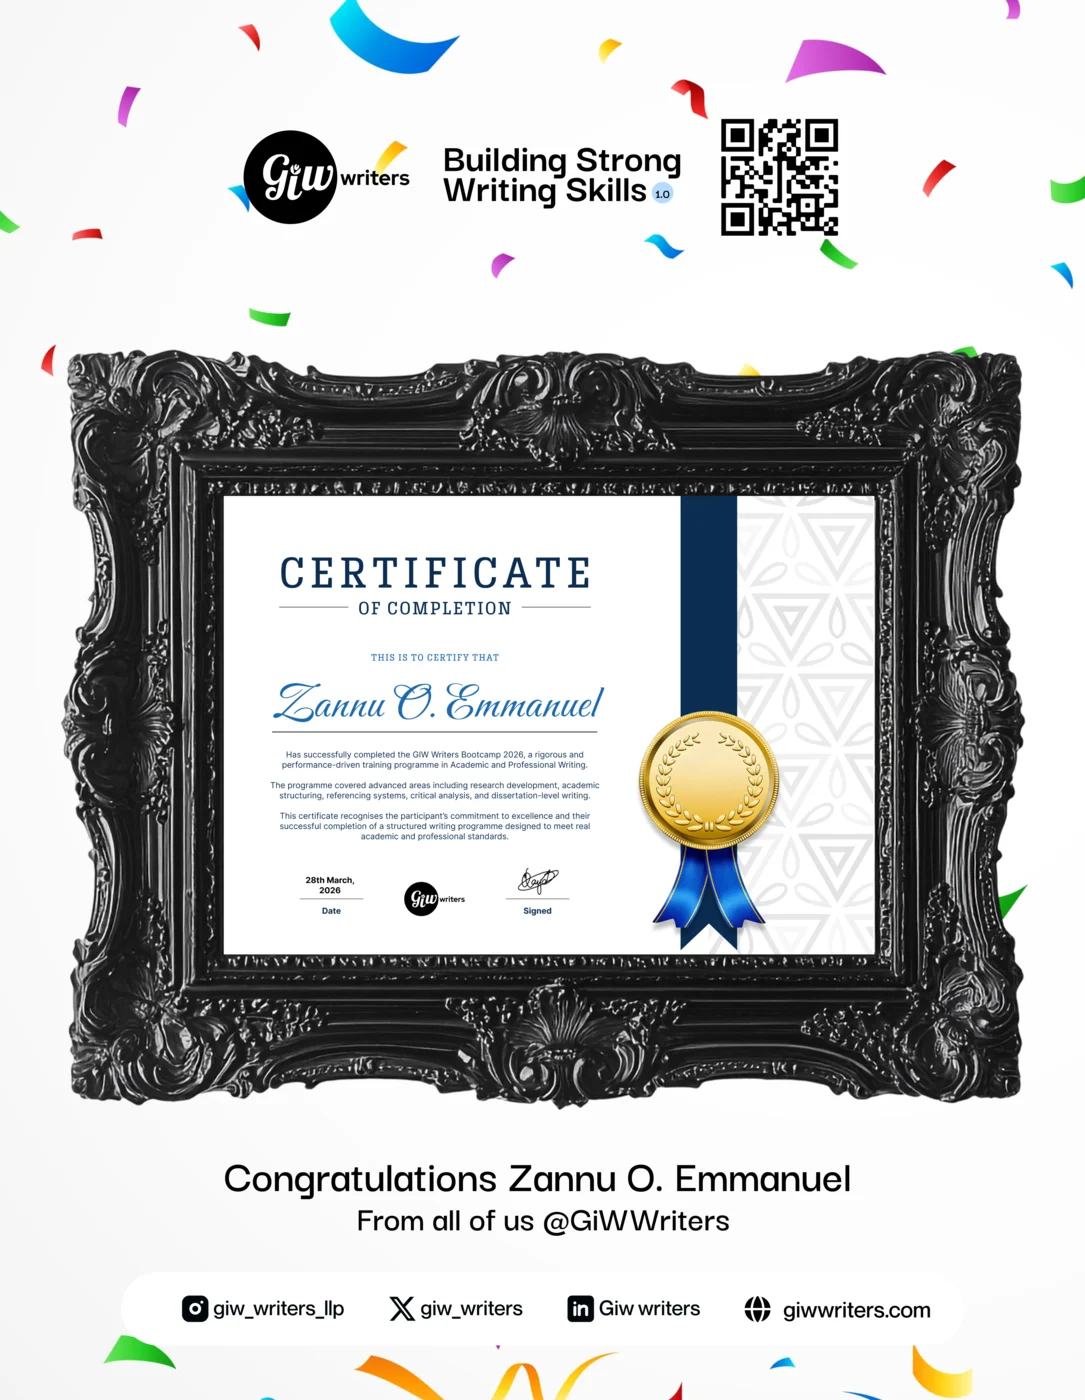 Giw writers
Building Strong
Writing Skills 1.0
CERTIFICATE
OF COMPLETION
THIS IS TO CERTIFY THAT
Zannu O. Emmanuel
Has successfully completed the GIW Writers Bootcamp 2026, a rigorous and
performance-driven training programme in Academic and Professional Writing.
The programme covered advanced areas including research development, academic
structuring, referencing systems, critical analysis, and dissertation-level writing.
This certificate recognises the participant's commitment to excellence and their
successful completion of a structured writing programme designed to meet real
academic and professional standards.
28th March,
2026
Date
Giw writers
Signed
Congratulations Zannu O. Emmanuel
From all of us @GiWWriters
giw_writers_llp
giw_writers
Giw writers
giwwriters.com